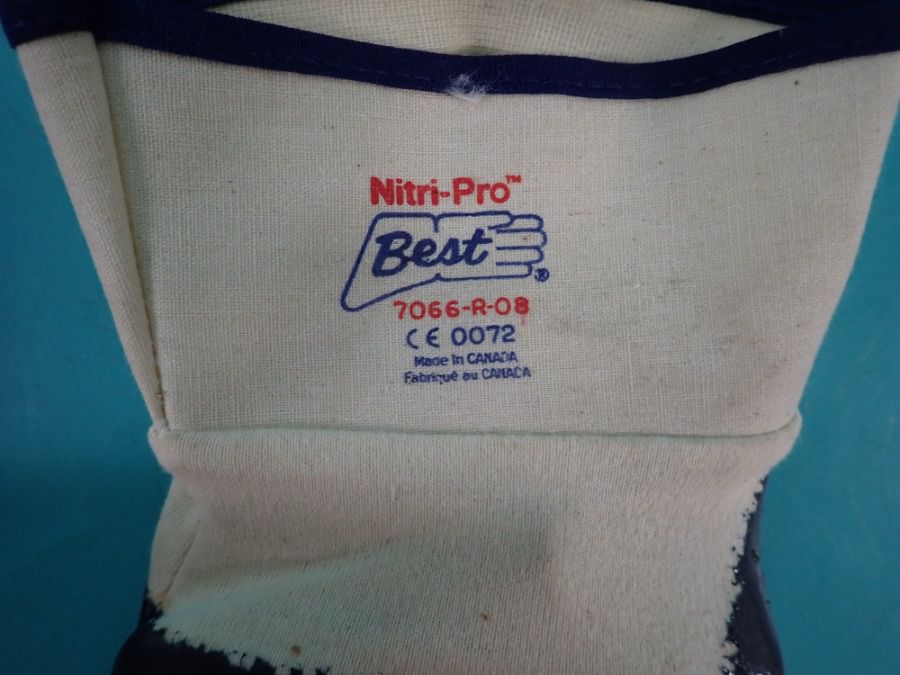 Nitri-Pro™
Best®
7066-R-08
CE 0072
Made in CANADA
Fabriqué au CANADA